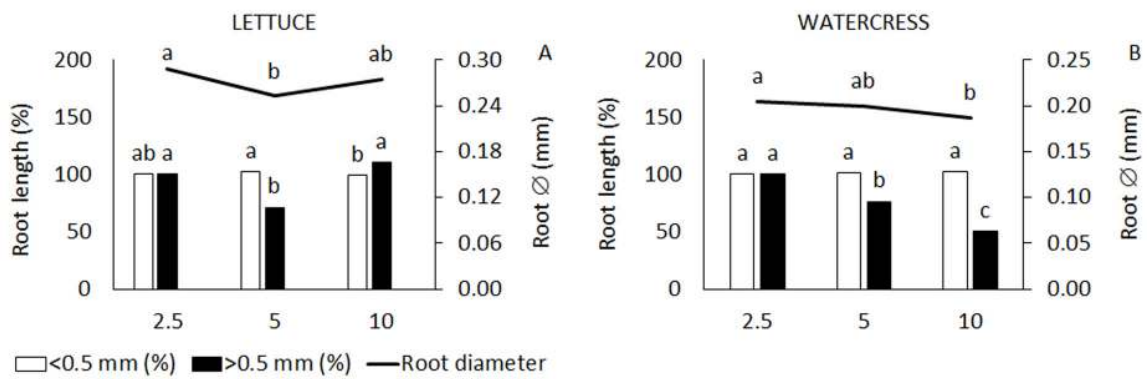 LETTUCE
A
Root length (%)
200
150
100
50
0
a
b
ab
ab
a
a
b
b
a
0.30
0.24
0.18
0.12
0.06
0.00
Root Ø (mm)
2.5 5 10
WATERCRESS
B
Root length (%)
200
150
100
50
0
a
ab
b
a
a
a
b
a
c
0.25
0.20
0.15
0.10
0.05
0.00
Root Ø (mm)
2.5 5 10
<0.5 mm (%) >0.5 mm (%) Root diameter